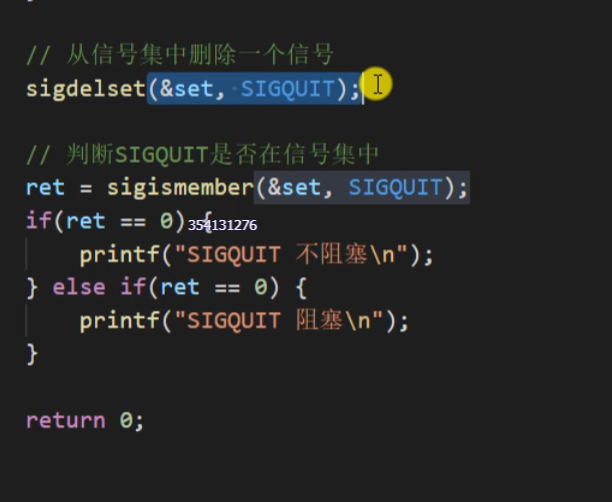 // 从信号集中删除一个信号
sigdelset(&set, SIGQUIT);
// 判断SIGQUIT是否在信号集中
ret = sigismember(&set, SIGQUIT);
if(ret == 0) {
354131276
printf("SIGQUIT 不阻塞\n");
} else if(ret == 0) {
printf("SIGQUIT 阻塞\n");
}
return 0;